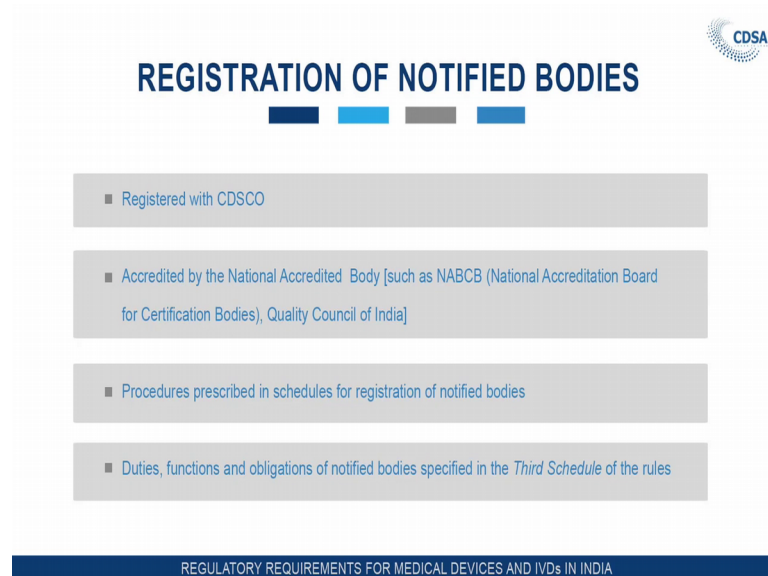 CDSA
REGISTRATION OF NOTIFIED BODIES
Registered with CDSCO
Accredited by the National Accredited Body [such as NABCB (National Accreditation Board
for Certification Bodies), Quality Council of India]
Procedures prescribed in schedules for registration of notified bodies
Duties, functions and obligations of notified bodies specified in the Third Schedule of the rules
REGULATORY REQUIREMENTS FOR MEDICAL DEVICES AND IVDs IN INDIA